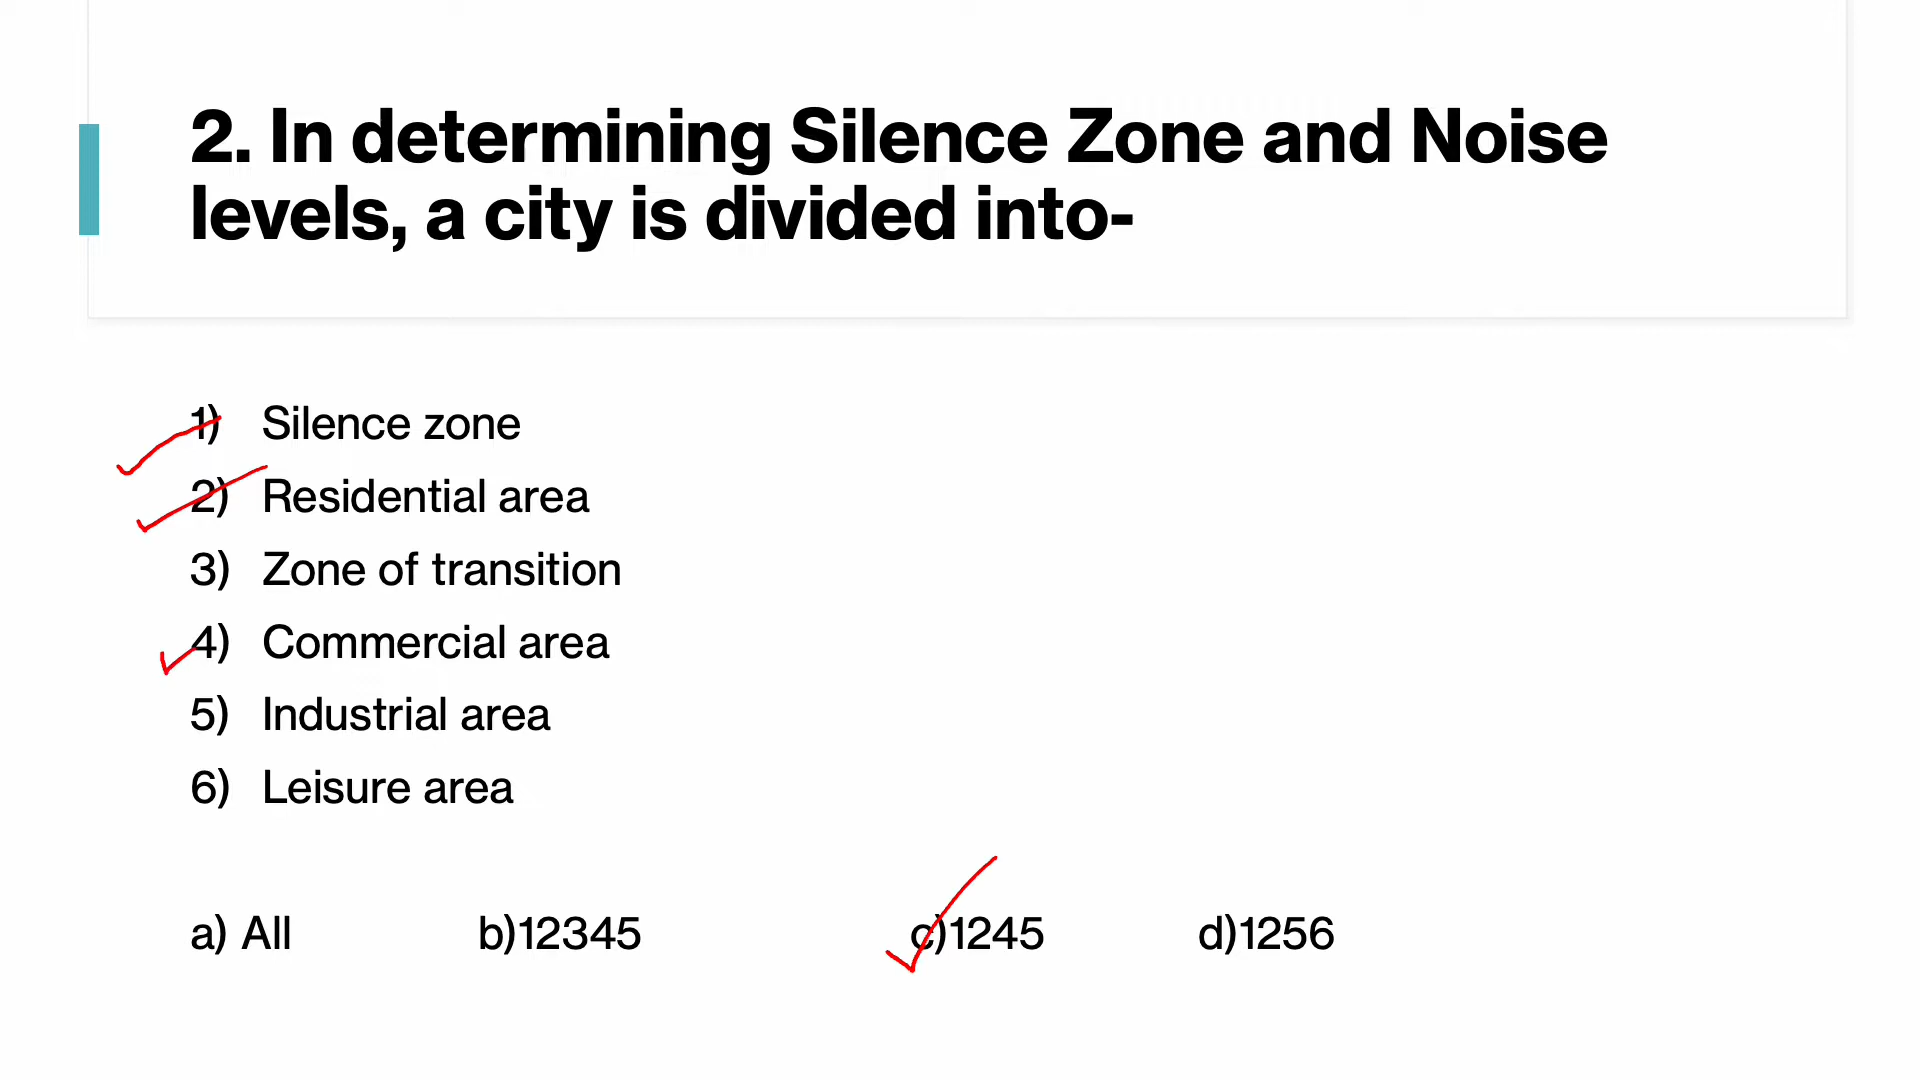 2. In determining Silence Zone and Noise
levels, a city is divided into-
1) Silence zone
2) Residential area
3) Zone of transition
4) Commercial area
5) Industrial area
6) Leisure area
a) All b)12345 c)1245 d)1256